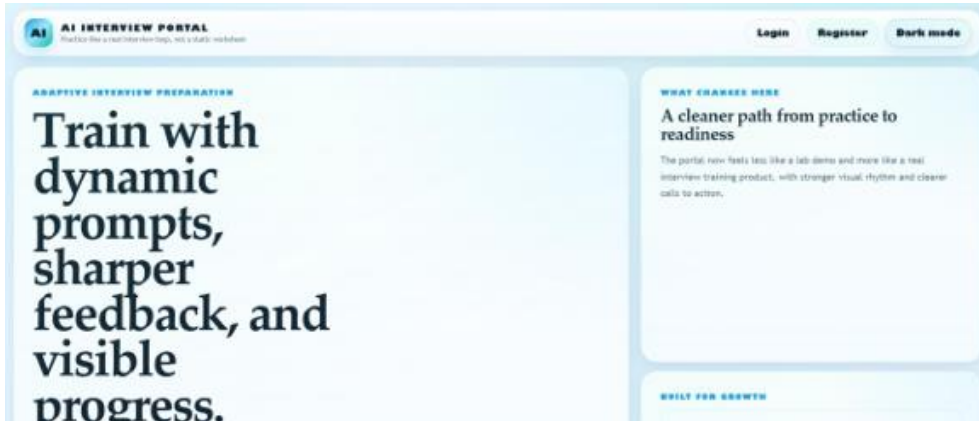 AI
AI INTERVIEW PORTAL
Practice like a real interview loop, not a static worksheet
Login
Register
Dark mode
ADAPTIVE INTERVIEW PREPARATION
Train with
dynamic
prompts,
sharper
feedback, and
visible
progress.
WHAT CHANGES HERE
A cleaner path from practice to
readiness
The portal now feels less like a lab demo and more like a real
interview training product, with stronger visual rhythm and clearer
calls to action.
BUILT FOR GROWTH